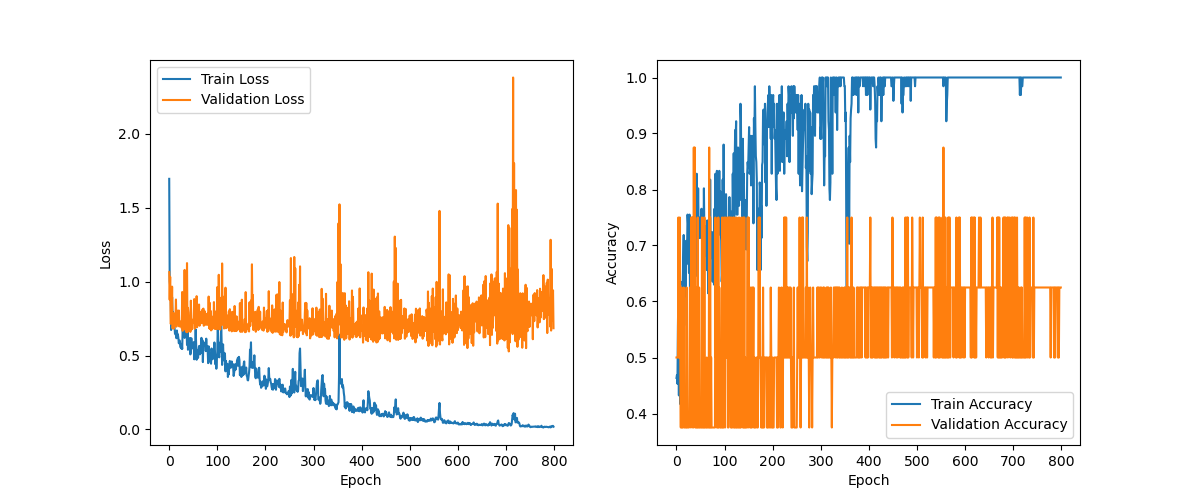 Train Loss
Validation Loss
2.0
1.5
1.0
0.5
0.0
Loss
0 100 200 300 400 500 600 700 800
Epoch
1.0
0.9
0.8
0.7
0.6
0.5
0.4
Accuracy
Train Accuracy
Validation Accuracy
0 100 200 300 400 500 600 700 800
Epoch